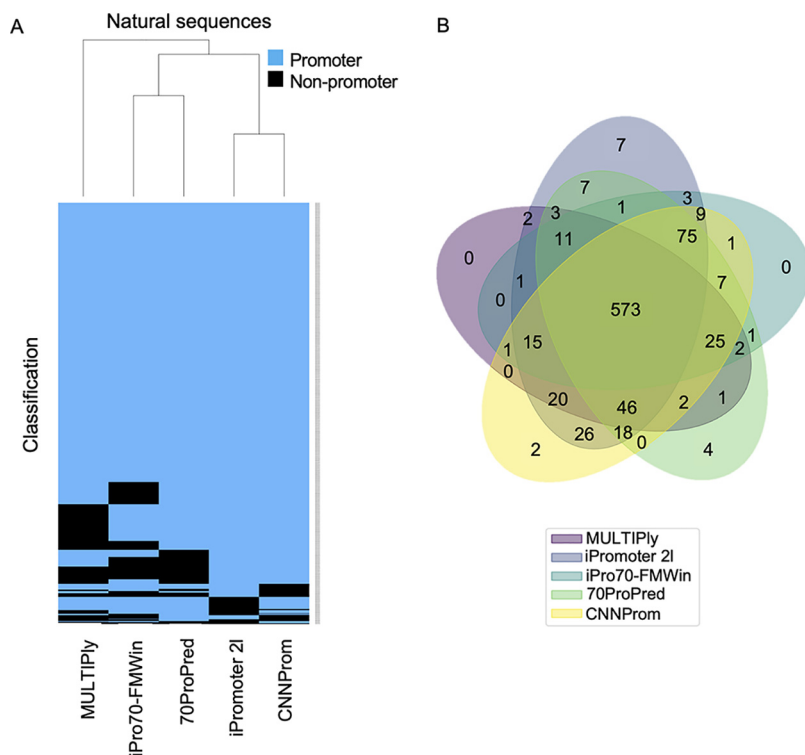 A
Natural sequences
Promoter
Non-promoter
Classification
MULTIPly
iPro70-FMWin
70ProPred
iPromoter 2l
CNNProm
B
7
7
3
2
3
1
9
11
75
1
0
0
1
7
0
573
15
25
1
1
2
0
20
46
2
1
26
18
0
2
4
MULTIPly
iPromoter 2l
iPro70-FMWin
70ProPred
CNNProm